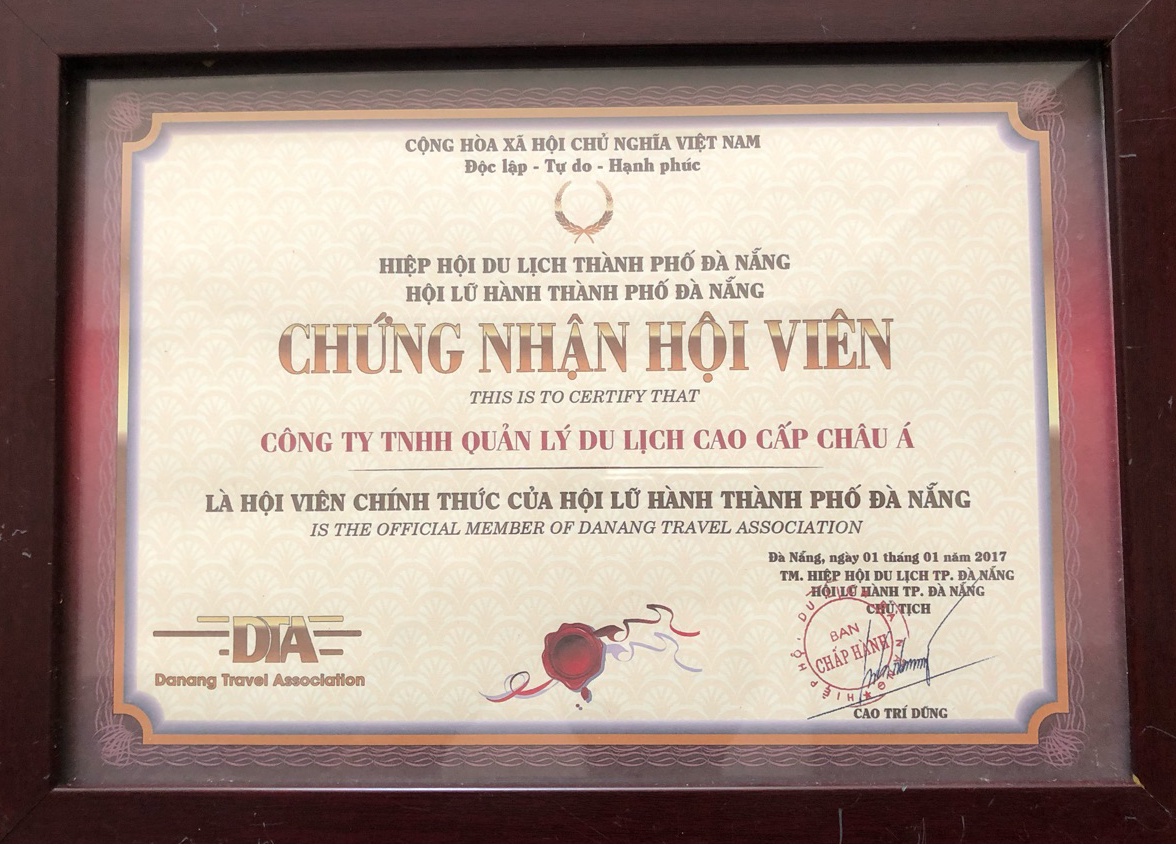 CỘNG HÒA XÃ HỘI CHỦ NGHĨA VIỆT NAM
Độc lập - Tự do - Hạnh phúc
HIỆP HỘI DU LỊCH THÀNH PHỐ ĐÀ NẴNG
HỘI LỮ HÀNH THÀNH PHỐ ĐÀ NẴNG
CHỨNG NHẬN HỘI VIÊN
THIS IS TO CERTIFY THAT
CÔNG TY TNHH QUẢN LÝ DU LỊCH CAO CẤP CHÂU Á
LÀ HỘI VIÊN CHÍNH THỨC CỦA HỘI LỮ HÀNH THÀNH PHỐ ĐÀ NẴNG
IS THE OFFICIAL MEMBER OF DANANG TRAVEL ASSOCIATION
Đà Nẵng, ngày 01 tháng 01 năm 2017
TM. HIỆP HỘI DU LỊCH TP. ĐÀ NẴNG
HỘI LỮ HÀNH TP. ĐÀ NẴNG
CHỦ TỊCH
BAN
CHẤP HÀNH
HIỆP HỘI DU
CAO TRÍ DŨNG
DTA
Danang Travel Association